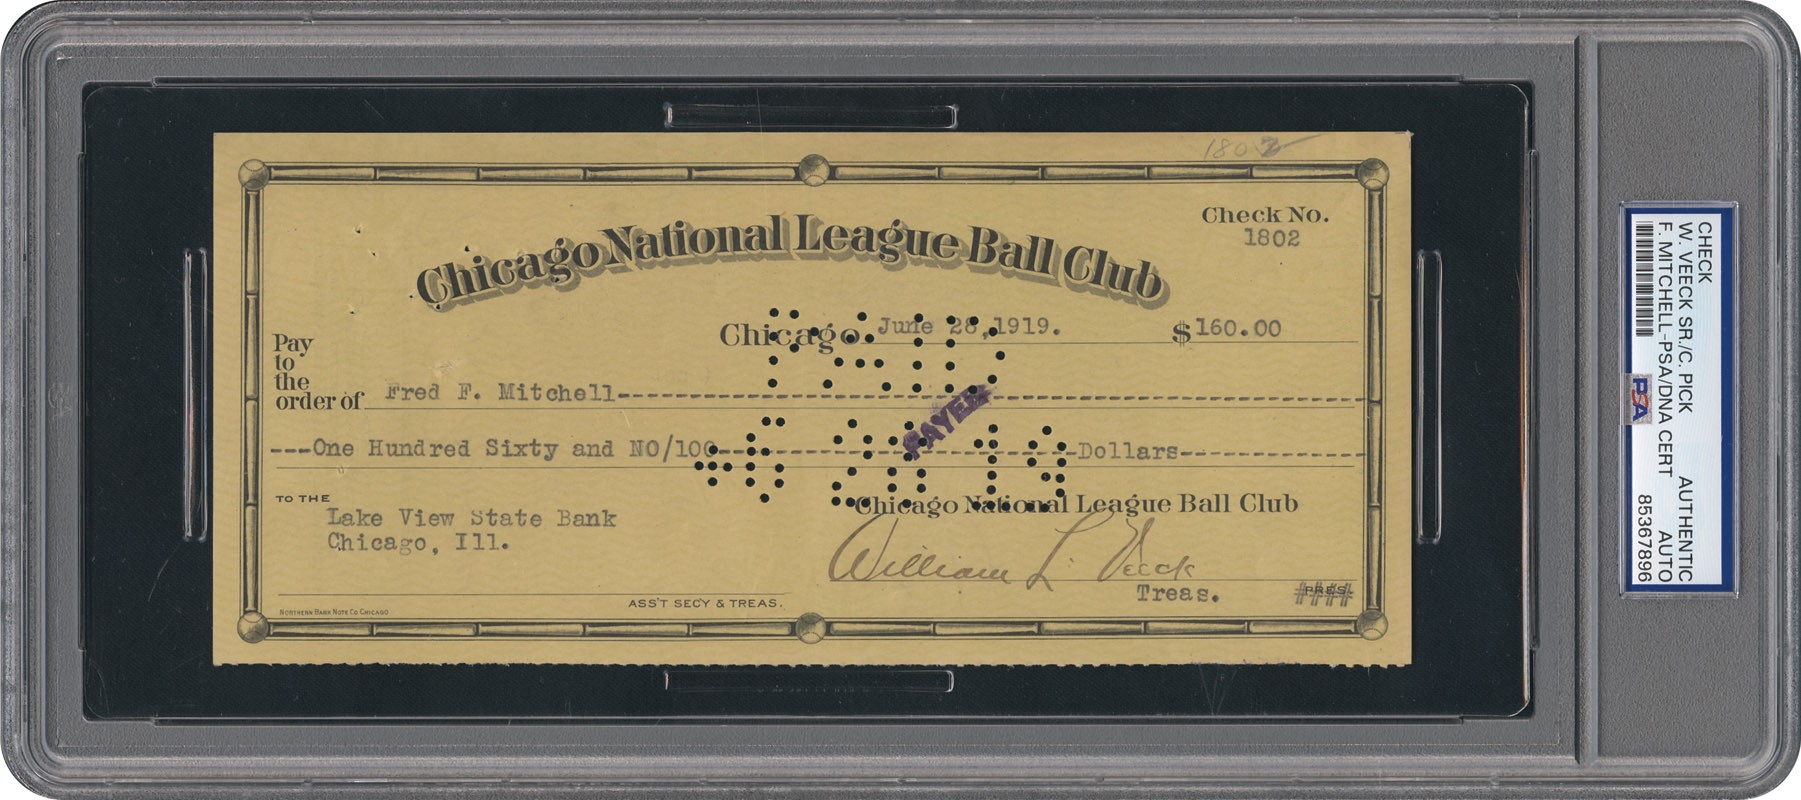 1802
Check No.
1802
Chicago National League Ball Club
Chicago, June 28, 1919. $160.00
Pay
to
the
order of Fred F. Mitchell
---One Hundred Sixty and NO/100 Dollars
PAYEE
TO THE
Lake View State Bank
Chicago, Ill.
Chicago National League Ball Club
William L. Veeck
Treas. PRES.
ASS'T SEC'Y & TREAS.
NORTHERN BANK NOTE CO. CHICAGO
CHECK
W. VEECK SR./C. PICK AUTHENTIC
F. MITCHELL-PSA/DNA CERT AUTO
85367896
PSA